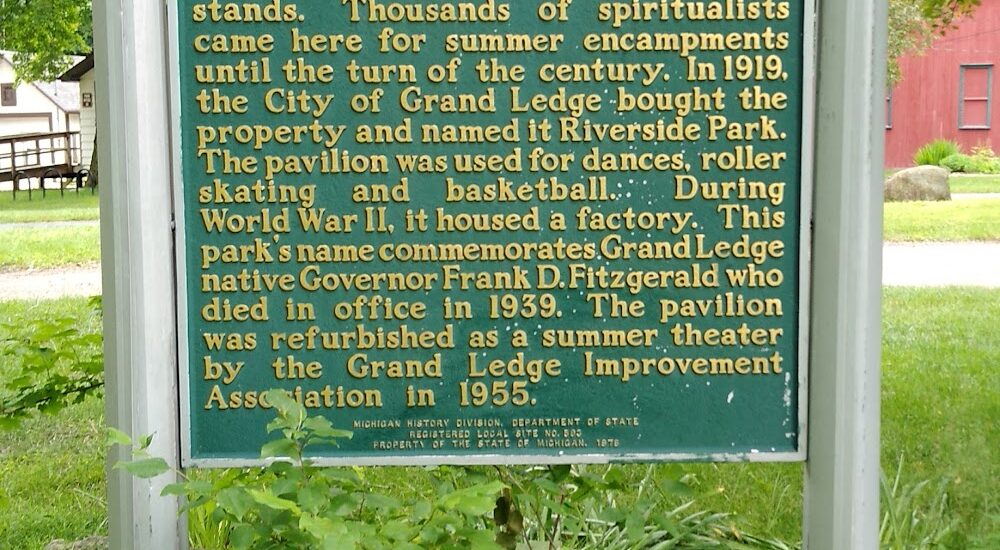 stands. Thousands of spiritualists
came here for summer encampments
until the turn of the century. In 1919,
the City of Grand Ledge bought the
property and named it Riverside Park.
The pavilion was used for dances, roller
skating and basketball. During
World War II, it housed a factory. This
park's name commemorates Grand Ledge
native Governor Frank D. Fitzgerald who
died in office in 1939. The pavilion
was refurbished as a summer theater
by the Grand Ledge Improvement
Association in 1955.
MICHIGAN HISTORY DIVISION, DEPARTMENT OF STATE
REGISTERED LOCAL SITE NO.
PROPERTY OF THE STATE OF MICHIGAN, 1978